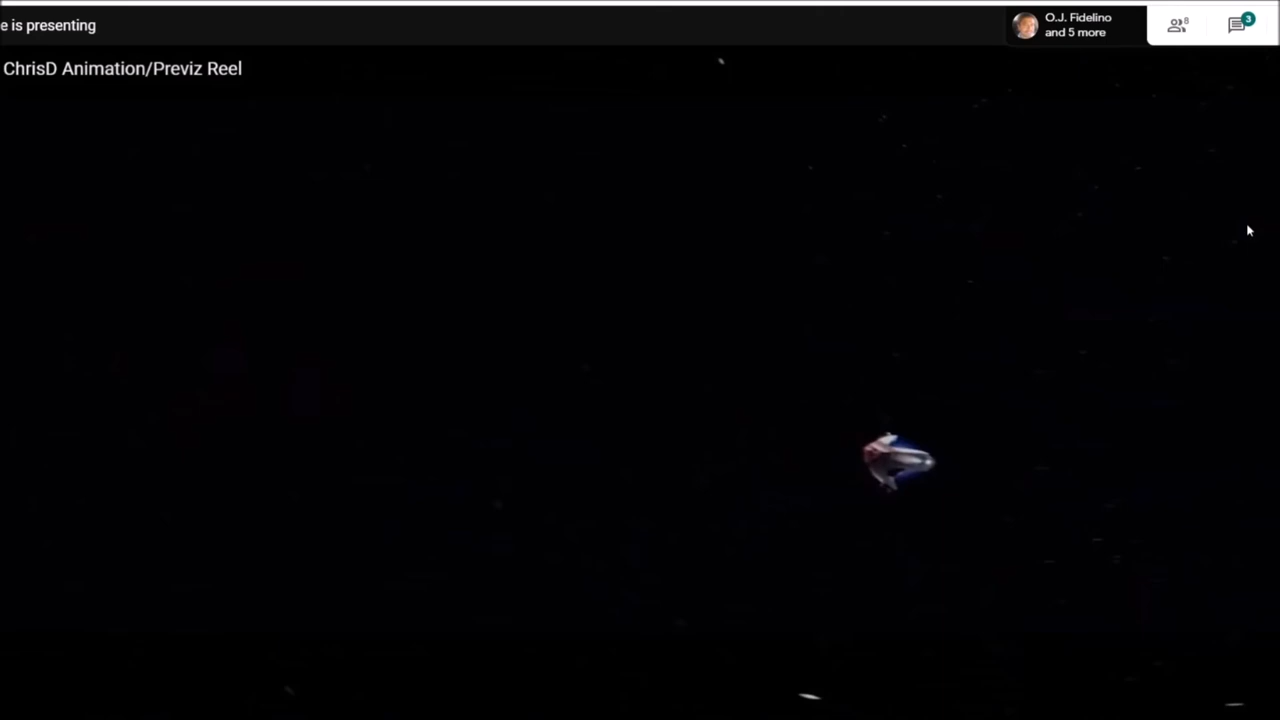 e is presenting
O.J. Fidelino
and 5 more
8
3
ChrisD Animation/Previz Reel